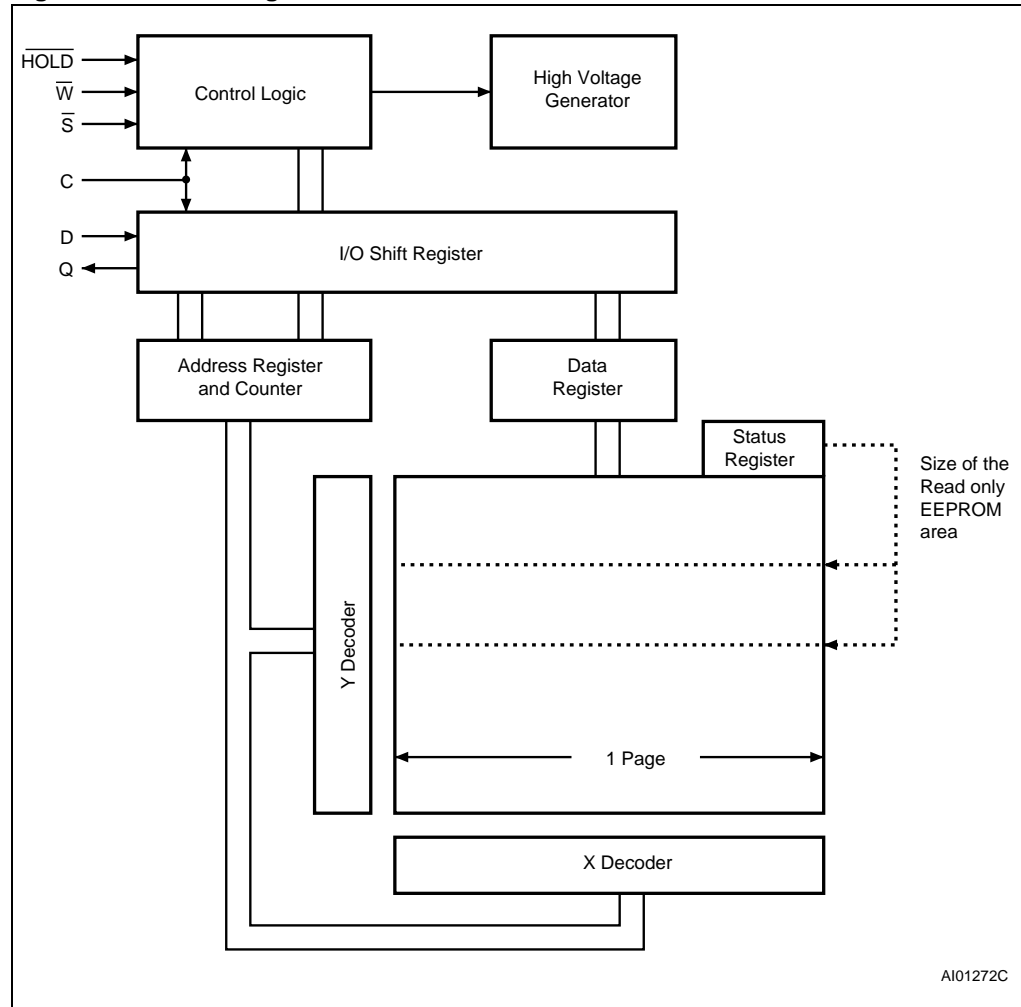 HOLD
W
S
C
D
Q
Control Logic
High Voltage
Generator
I/O Shift Register
Address Register
and Counter
Data
Register
Status
Register
Size of the
Read only
EEPROM
area
Y Decoder
1 Page
X Decoder
AI01272C